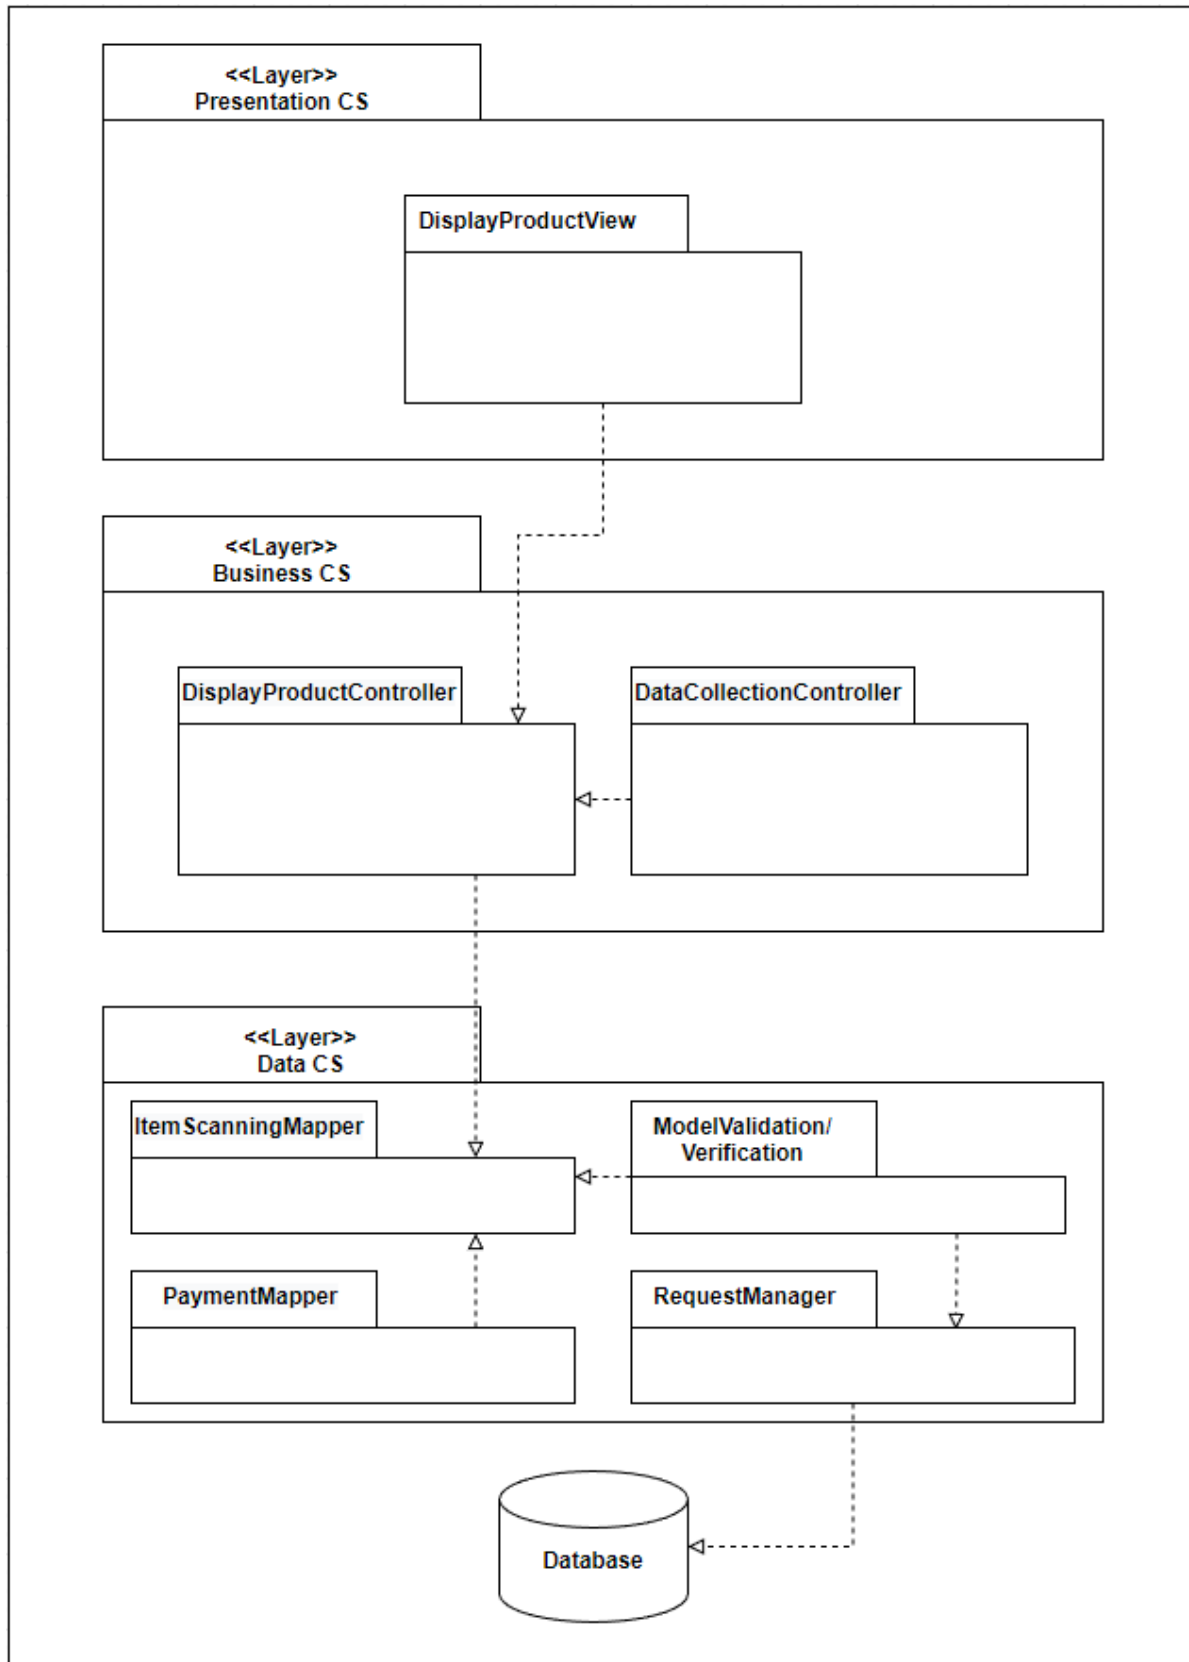 <<Layer>>
Presentation CS
DisplayProductView
<<Layer>>
Business CS
DisplayProductController
DataCollectionController
<<Layer>>
Data CS
ItemScanningMapper
ModelValidation/
Verification
PaymentMapper
RequestManager
Database